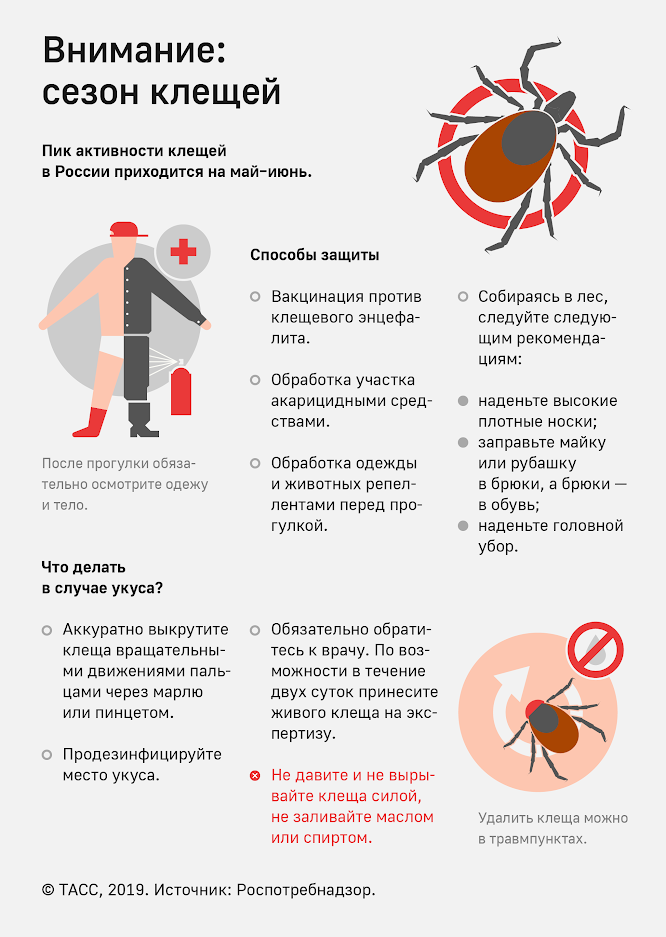 Внимание:
сезон клещей
Пик активности клещей
в России приходится на май-июнь.
После прогулки обяза-
тельно осмотрите одежу
и тело.
Способы защиты
Вакцинация против
клещевого энцефа-
лита.
Обработка участка
акарицидными сред-
ствами.
Обработка одежды
и животных репел-
лентами перед про-
гулкой.
Собираясь в лес,
следуйте следую-
щим рекоменда-
циям:
наденьте высокие
плотные носки;
заправьте майку
или рубашку
в брюки, а брюки —
в обувь;
наденьте головной
убор.
Что делать
в случае укуса?
Аккуратно выкрутите
клеща вращательны-
ми движениями паль-
цами через марлю
или пинцетом.
Продезинфицируйте
место укуса.
Обязательно обрати-
тесь к врачу. По воз-
можности в течение
двух суток принесите
живого клеща на экс-
пертизу.
Не давите и не выры-
вайте клеща силой,
не заливайте маслом
или спиртом.
Удалить клеща можно
в травмпунктах.
© ТАСС, 2019. Источник: Роспотребнадзор.